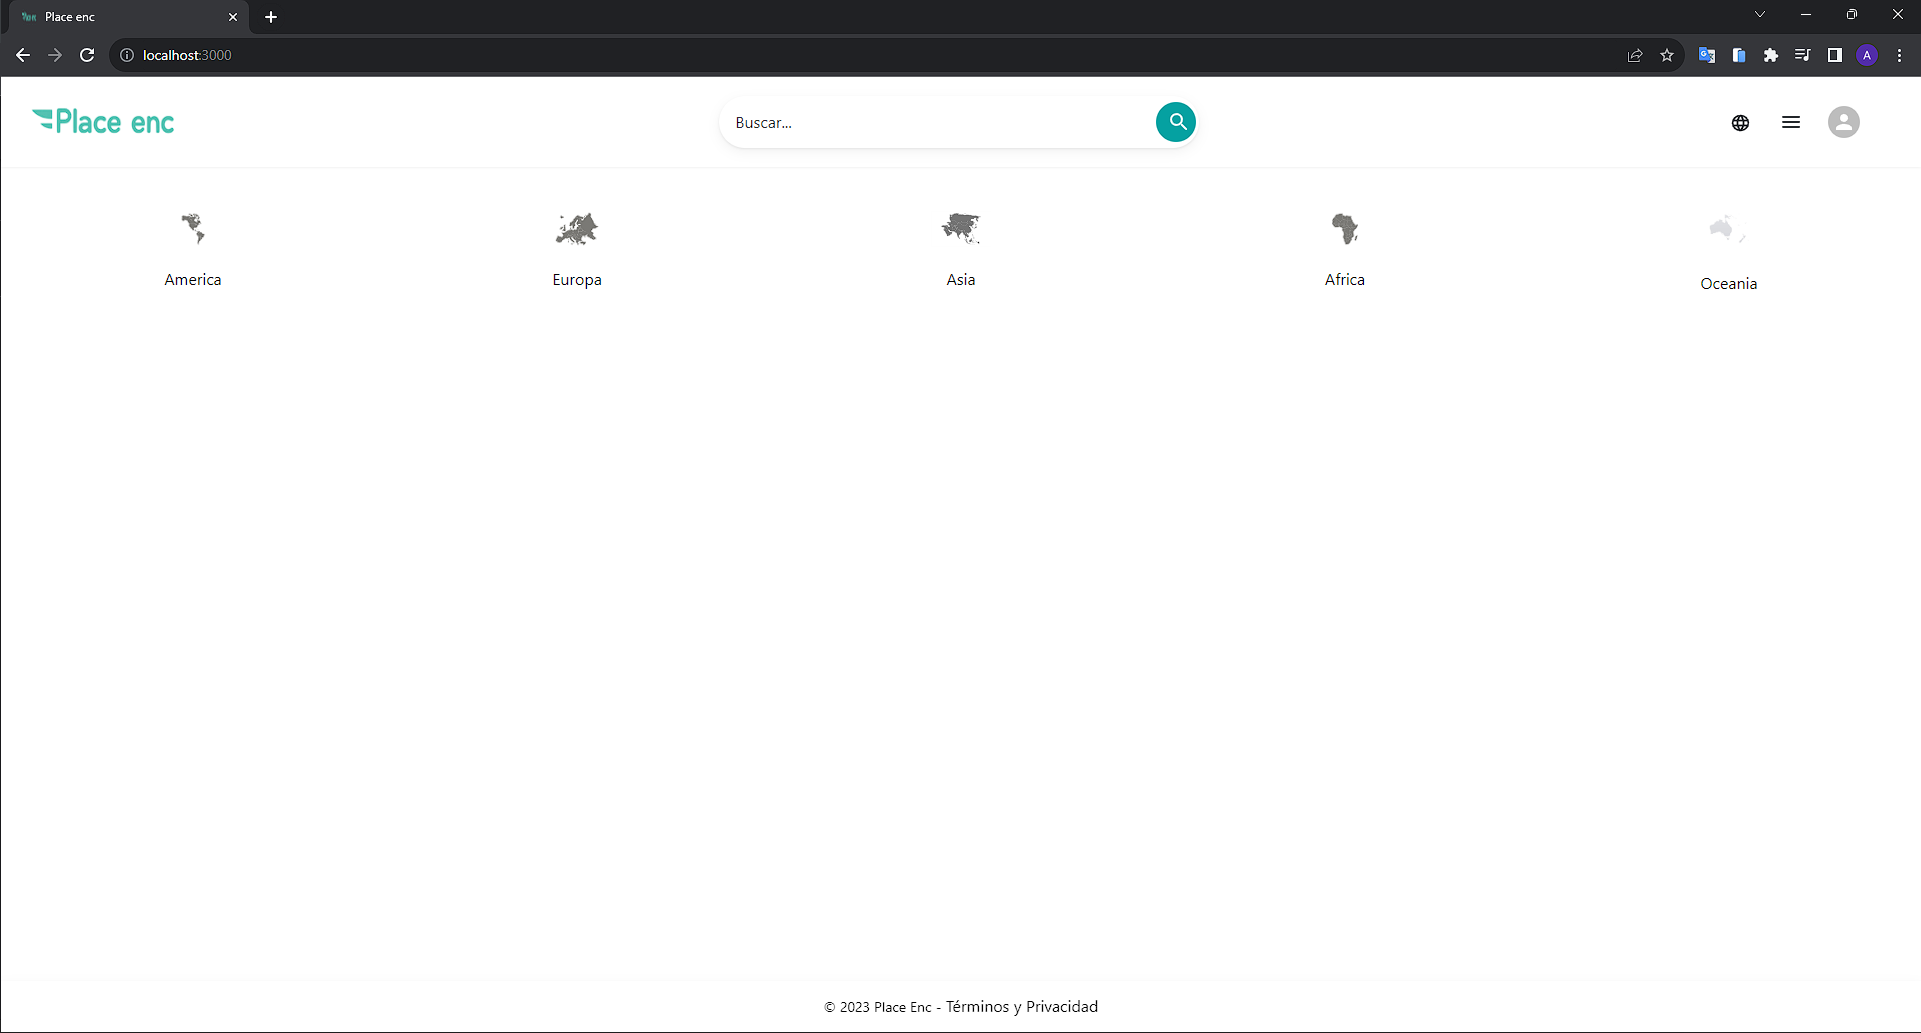 Place enc
localhost:3000
A
Place enc
Buscar...
America
Europa
Asia
Africa
Oceania
© 2023 Place Enc - Términos y Privacidad